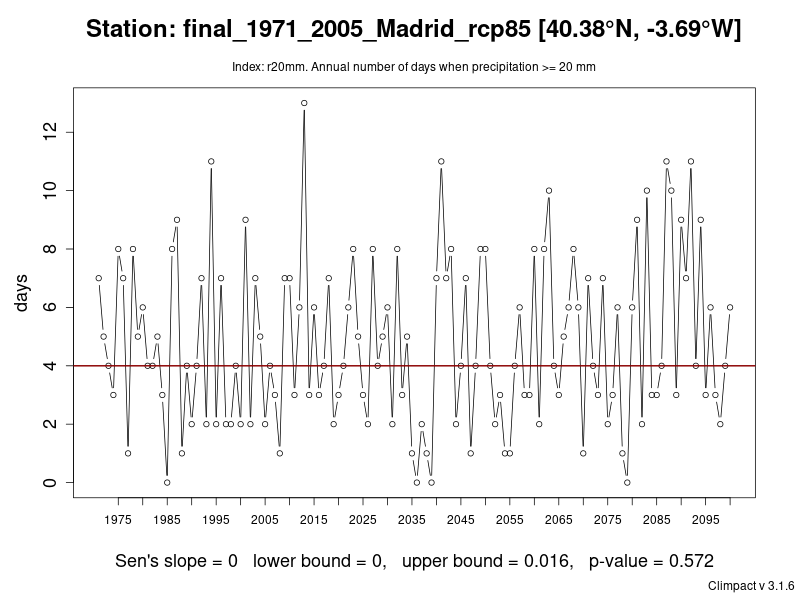 Station: final_1971_2005_Madrid_rcp85 [40.38°N, -3.69°W]
Index: r20mm. Annual number of days when precipitation >= 20 mm
days
12
10
8
6
4
2
0
1975 1985 1995 2005 2015 2025 2035 2045 2055 2065 2075 2085 2095
Sen's slope = 0 lower bound = 0, upper bound = 0.016, p-value = 0.572
Climpact v 3.1.6